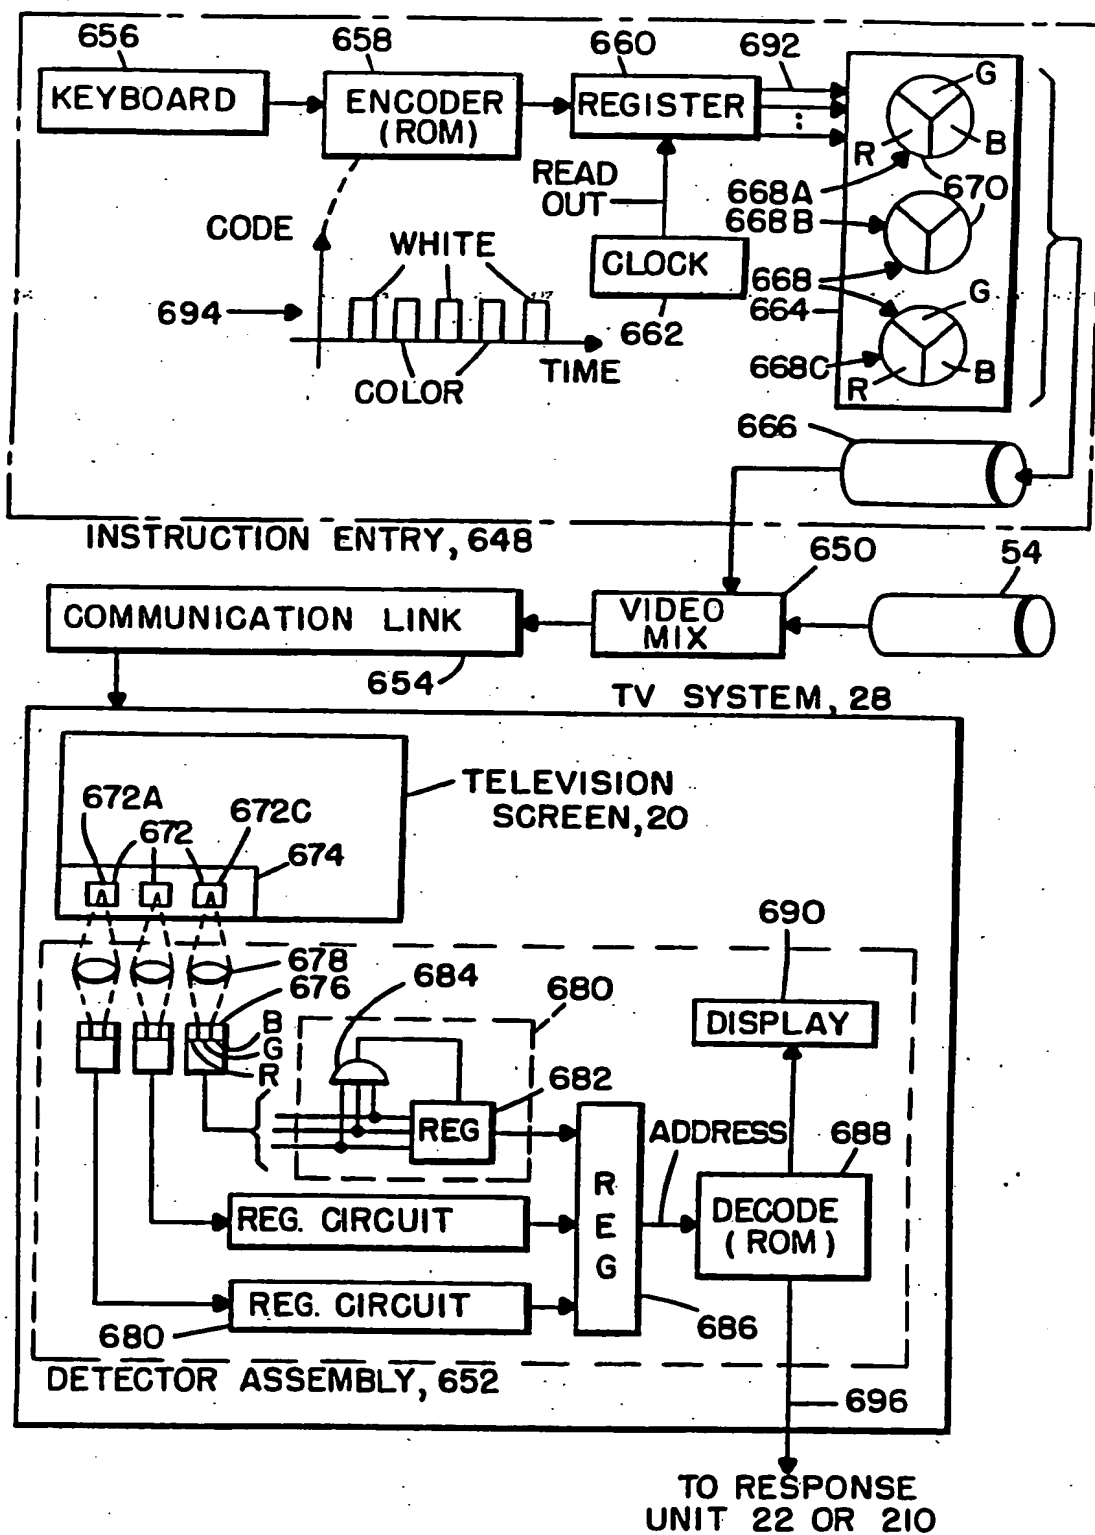 656
658
660
692
KEYBOARD
ENCODER
(ROM)
REGISTER
G
R
B
READ
OUT
668A
670
668B
CODE
WHITE
CLOCK
668
G
694
664
662
TIME
668C
R
B
COLOR
666
INSTRUCTION ENTRY, 648
650
54
COMMUNICATION LINK
VIDEO
MIX
654
TV SYSTEM, 28
TELEVISION
SCREEN, 20
672A
672
672C
674
690
678
684
676
680
B
G
R
DISPLAY
682
REG
ADDRESS
688
REG
DECODE
(ROM)
REG. CIRCUIT
REG. CIRCUIT
680
686
DETECTOR ASSEMBLY, 652
696
TO RESPONSE
UNIT 22 OR 210